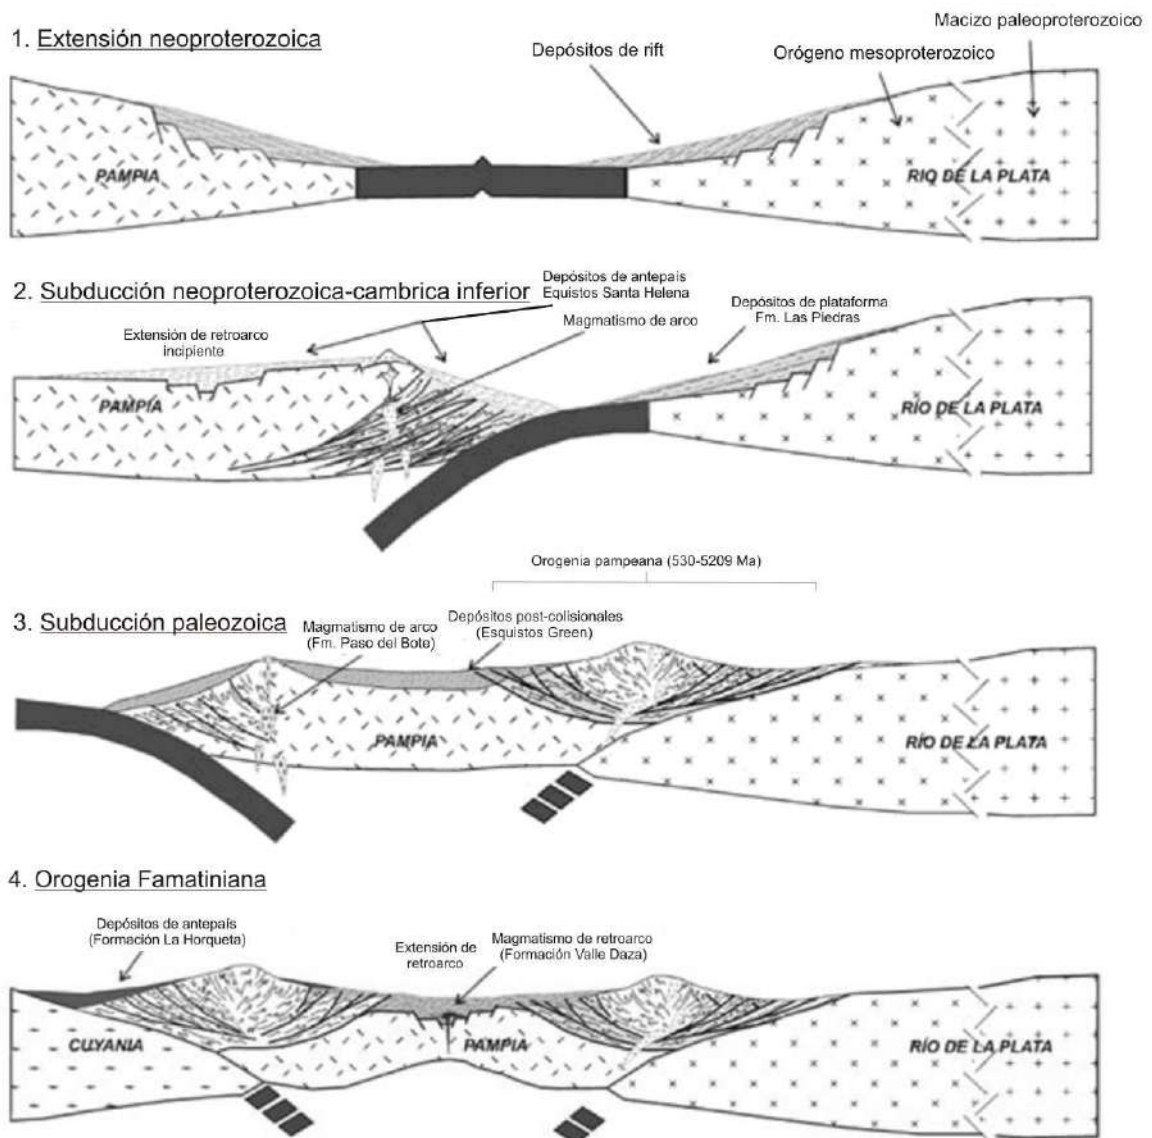 1. Extensión neoproterozoica
Macizo paleoproterozoico
Depósitos de rift
Orógeno mesoproterozoico
PAMPIA
RIO DE LA PLATA
2. Subducción neoproterozoica-cambrica inferior
Depósitos de antepaís
Equistos Santa Helena
Magmatismo de arco
Extensión de retroarco
incipiente
Depósitos de plataforma
Fm. Las Piedras
PAMPÍA
RÍO DE LA PLATA
Orogenia pampeana (530-5209 Ma)
3. Subducción paleozoica
Magmatismo de arco
(Fm. Paso del Bote)
Depósitos post-colisionales
(Esquistos Green)
PAMPIA
RÍO DE LA PLATA
4. Orogenia Famatiniana
Depósitos de antepaís
(Formación La Horqueta)
Extensión de
retroarco
Magmatismo de retroarco
(Formación Valle Daza)
CUYANIA
PAMPIA
RÍO DE LA PLATA